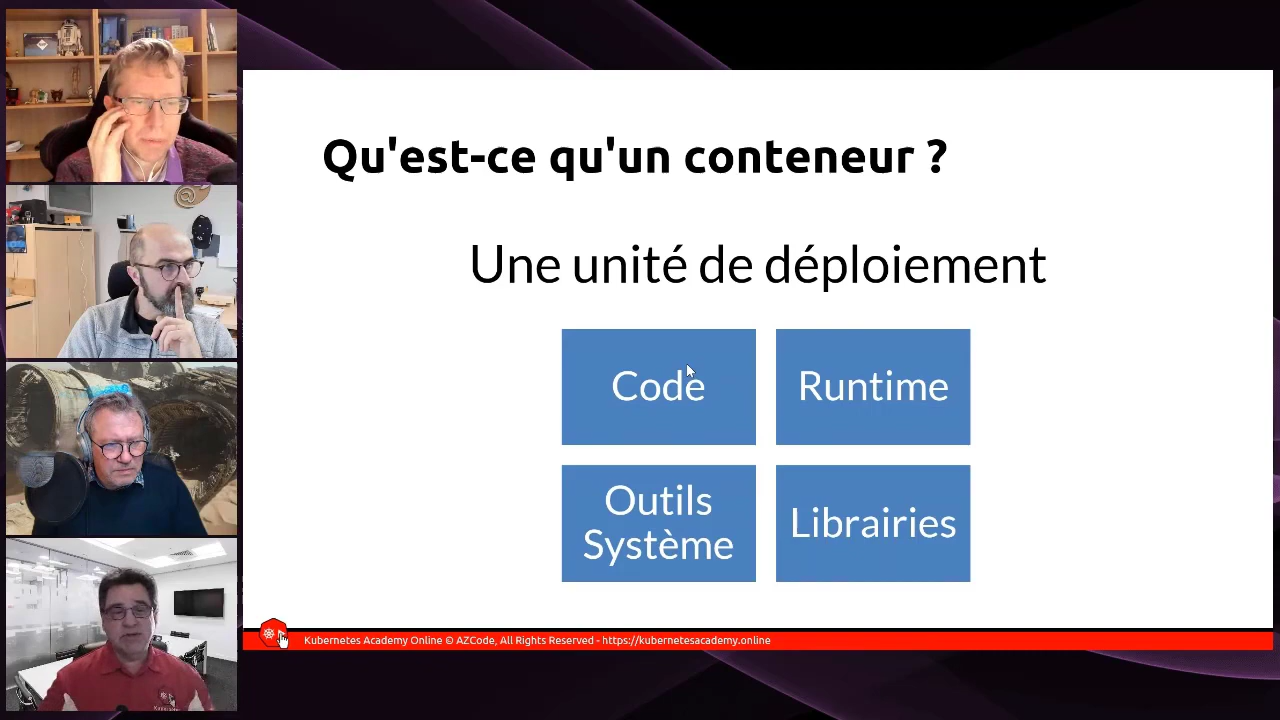 Qu'est-ce qu'un conteneur ?
Une unité de déploiement
Code
Runtime
Outils
Système
Librairies
Kubernetes Academy Online © AZCode, All Rights Reserved - https://kubernetesacademy.online